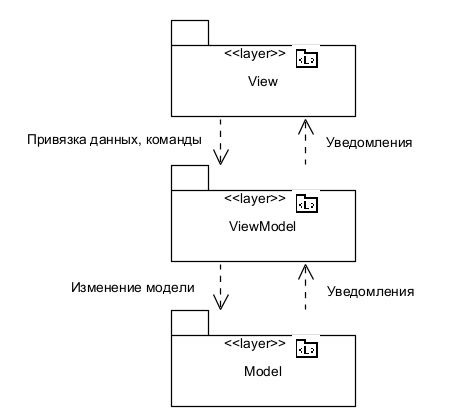 <<layer>>
View
Привязка данных, команды
Уведомления
<<layer>>
ViewModel
Изменение модели
Уведомления
<<layer>>
Model